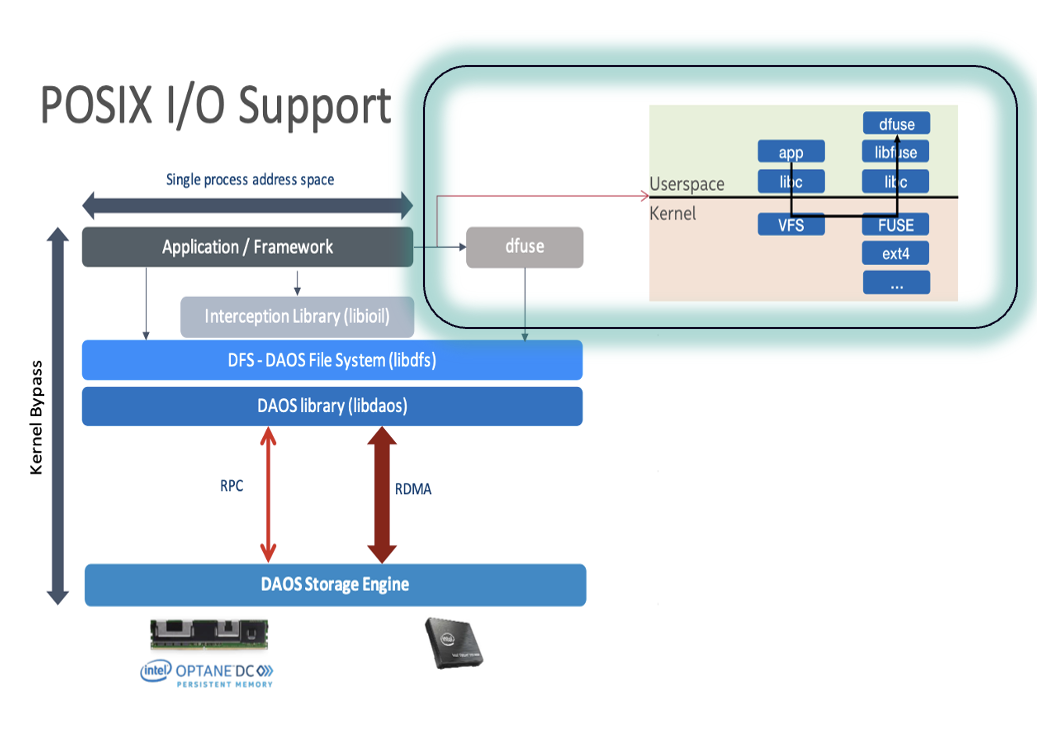 POSIX I/O Support
Single process address space
Application / Framework
dfuse
Interception Library (libioil)
DFS - DAOS File System (libdfs)
DAOS library (libdaos)
Kernel Bypass
RPC
RDMA
DAOS Storage Engine
intel OPTANE DC
PERSISTENT MEMORY
intel
Userspace
Kernel
app
libc
VFS
dfuse
libfuse
libc
FUSE
ext4
...